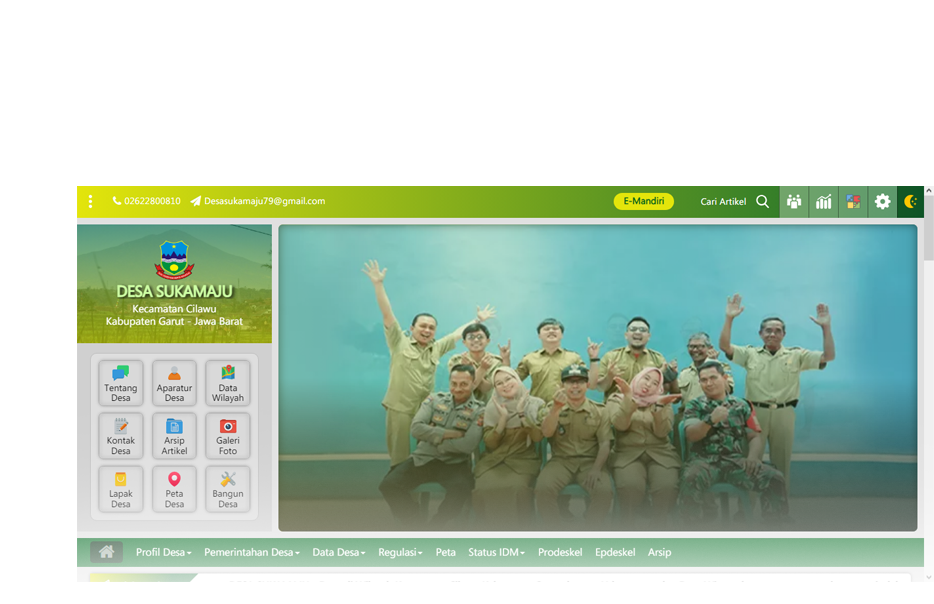 02622800810 Desasukamaju79@gmail.com E-Mandiri Cari Artikel
DESA SUKAMAJU
Kecamatan Cilawu
Kabupaten Garut - Jawa Barat
Tentang Desa
Aparatur Desa
Data Wilayah
Kontak Desa
Arsip Artikel
Galeri Foto
Lapak Desa
Peta Desa
Bangun Desa
Profil Desa Pemerintahan Desa Data Desa Regulasi Peta Status IDM Prodeskel Epdeskel Arsip